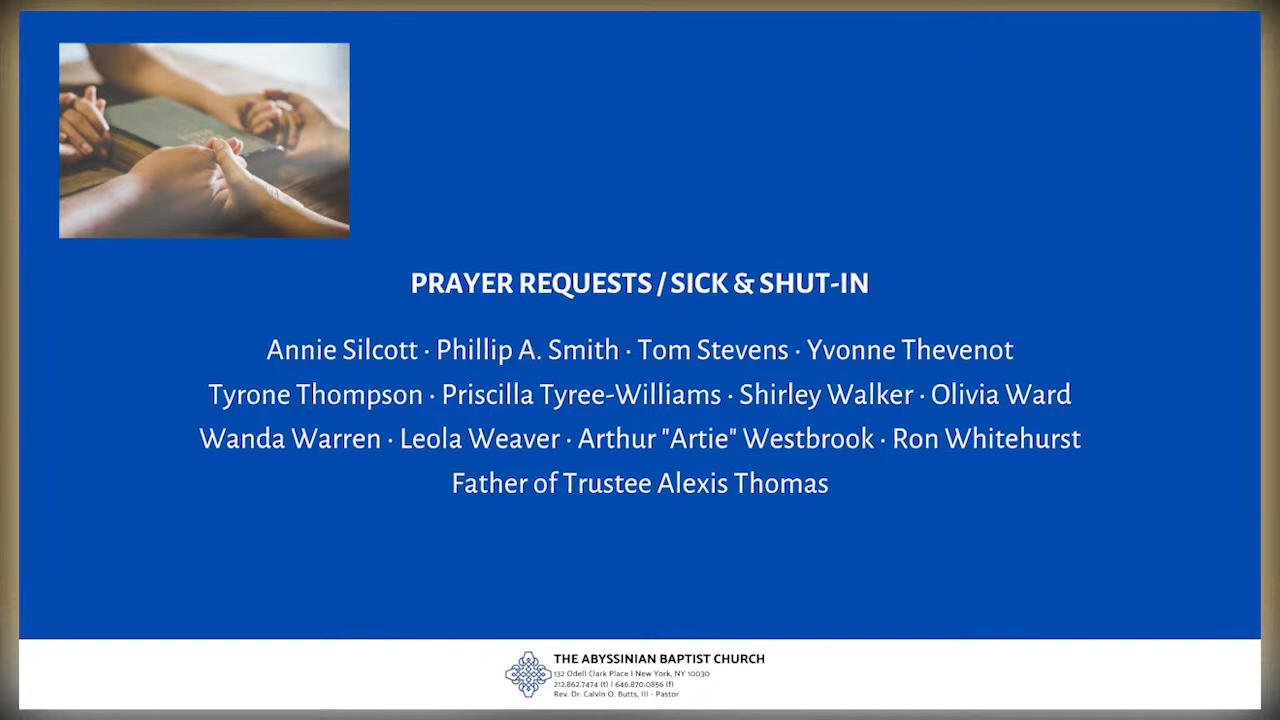 PRAYER REQUESTS / SICK & SHUT-IN
Annie Silcott · Phillip A. Smith · Tom Stevens · Yvonne Thevenot
Tyrone Thompson · Priscilla Tyree-Williams · Shirley Walker · Olivia Ward
Wanda Warren · Leola Weaver · Arthur "Artie" Westbrook · Ron Whitehurst
Father of Trustee Alexis Thomas
THE ABYSSINIAN BAPTIST CHURCH
132 Odell Clark Place I New York, NY 10030
212.862.7474 (t) I 646.870.0856 (f)
Rev. Dr. Calvin O. Butts, III - Pastor